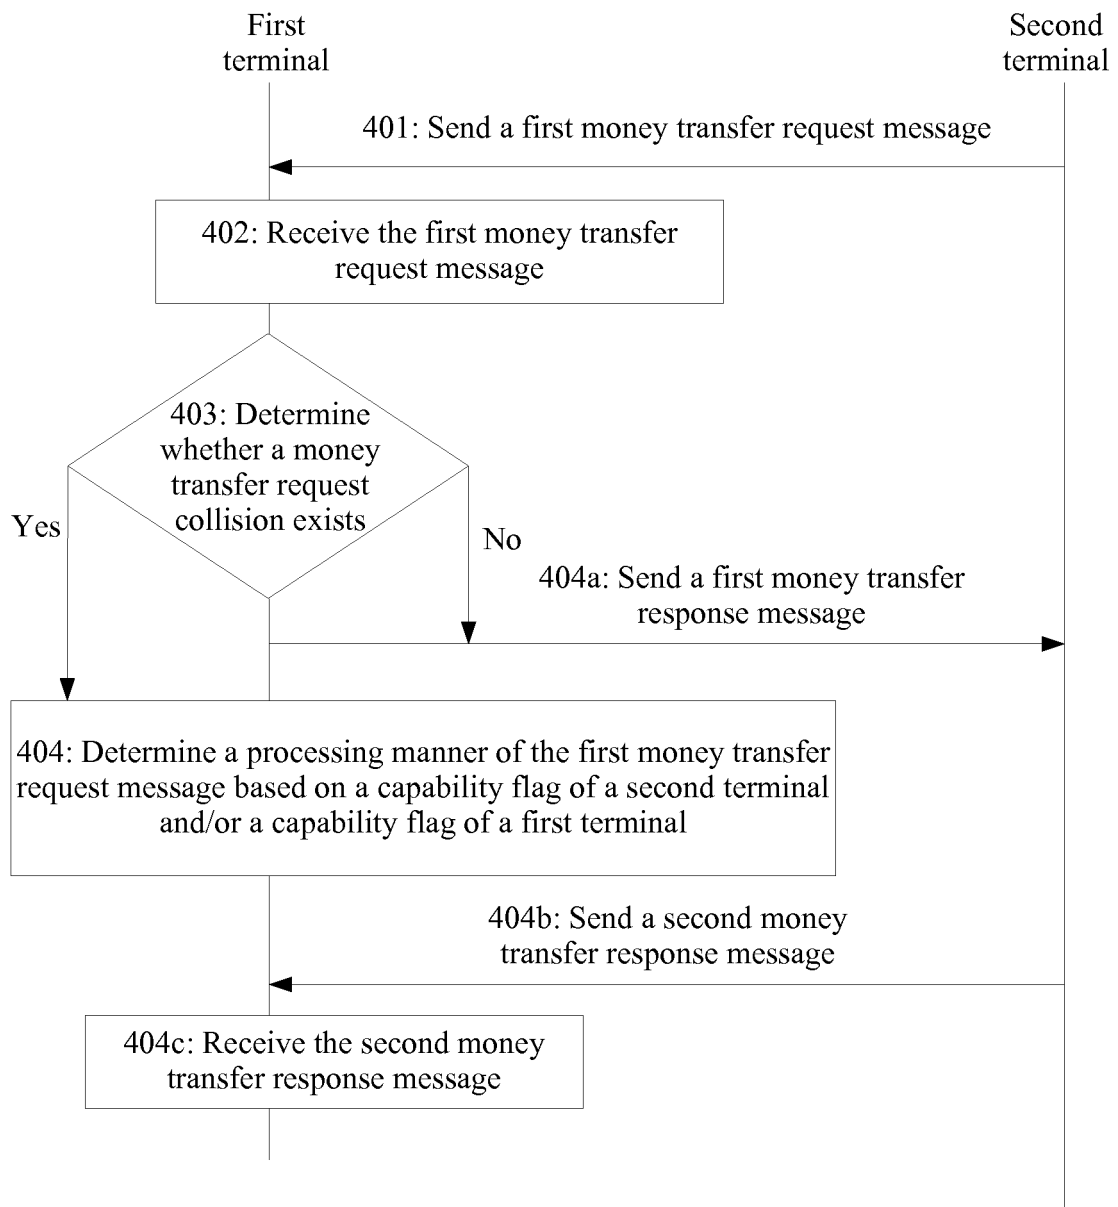 First
terminal
Second
terminal
401: Send a first money transfer request message
402: Receive the first money transfer
request message
403: Determine
whether a money
transfer request
collision exists
Yes
No
404a: Send a first money transfer
response message
404: Determine a processing manner of the first money transfer
request message based on a capability flag of a second terminal
and/or a capability flag of a first terminal
404b: Send a second money
transfer response message
404c: Receive the second money
transfer response message